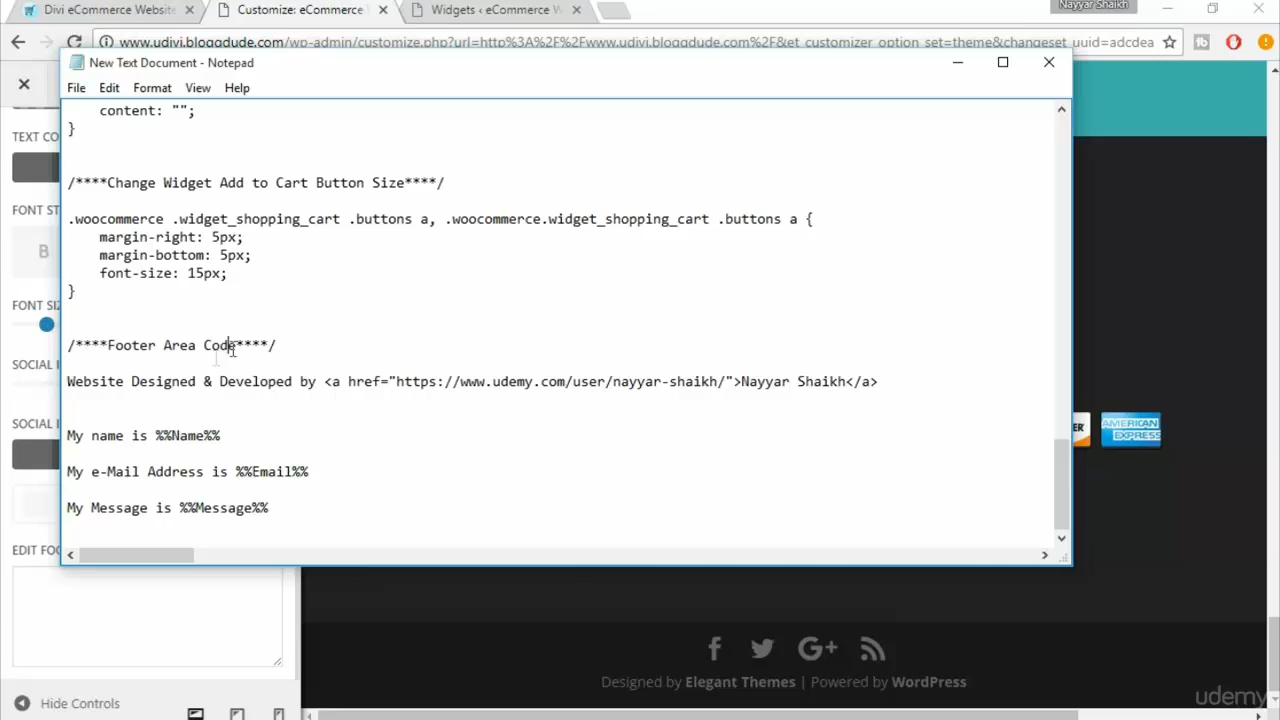 Divi eCommerce Website
Customize: eCommerce
Widgets ‹ eCommerce W
Nayyar Shaikh
www.udivi.bloggdude.com/wp-admin/customize.php?url=http%3A%2F%2Fwww.udivi.bloggdude.com%2F&et_customizer_option_set=theme&changeset_uuid=adcdea
New Text Document - Notepad
File Edit Format View Help
content: "";
}
/****Change Widget Add to Cart Button Size****/
.woocommerce .widget_shopping_cart .buttons a, .woocommerce.widget_shopping_cart .buttons a {
margin-right: 5px;
margin-bottom: 5px;
font-size: 15px;
}
/****Footer Area Code****/
Website Designed & Developed by <a href="https://www.udemy.com/user/nayyar-shaikh/">Nayyar Shaikh</a>
My name is %%Name%%
My e-Mail Address is %%Email%%
My Message is %%Message%%
TEXT CO
FONT ST
B
FONT SIZ
SOCIAL I
SOCIAL I
EDIT FOO
Hide Controls
ER
AMERICAN
EXPRESS
G+
Designed by Elegant Themes | Powered by WordPress
udemy